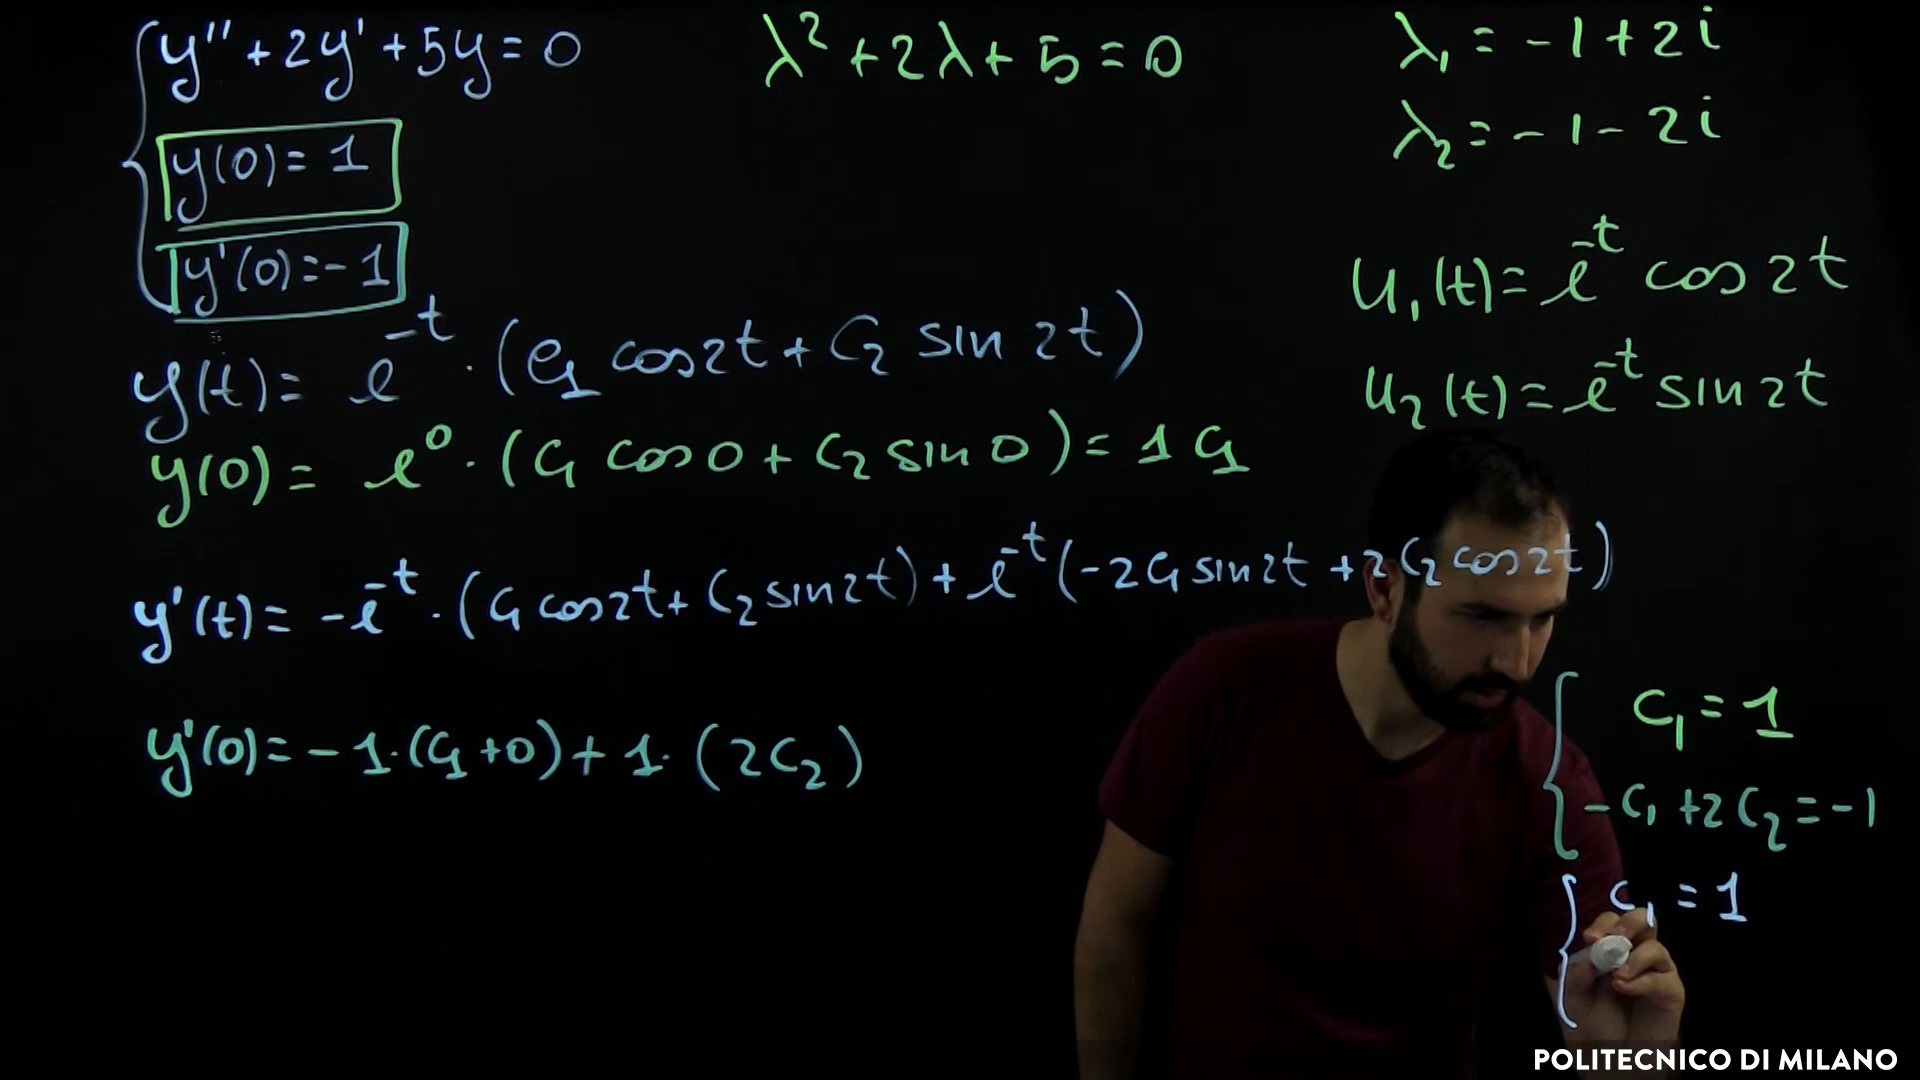 y'' + 2y' + 5y = 0
y(0) = 1
y'(0) = -1
λ² + 2λ + 5 = 0
λ₁ = -1 + 2i
λ₂ = -1 - 2i
u₁(t) = e^{-t} cos 2t
u₂(t) = e^{-t} sin 2t
y(t) = e^{-t} · (C₁ cos 2t + C₂ sin 2t)
y(0) = e⁰ · (C₁ cos 0 + C₂ sin 0) = 1 C₁
y'(t) = -e^{-t} · (C₁ cos 2t + C₂ sin 2t) + e^{-t} (-2C₁ sin 2t + 2C₂ cos 2t)
y'(0) = -1 · (C₁ + 0) + 1 · (2C₂)
C₁ = 1
-C₁ + 2C₂ = -1
C₁ = 1
POLITECNICO DI MILANO